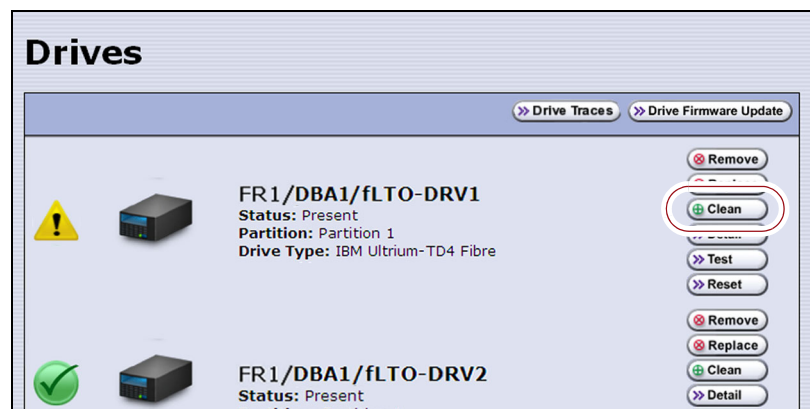 Drives
Drive Traces
Drive Firmware Update
Remove
FR1/DBA1/fLTO-DRV1
Status: Present
Partition: Partition 1
Drive Type: IBM Ultrium-TD4 Fibre
Clean
Detail
Test
Reset
Remove
Replace
FR1/DBA1/fLTO-DRV2
Status: Present
Clean
Detail